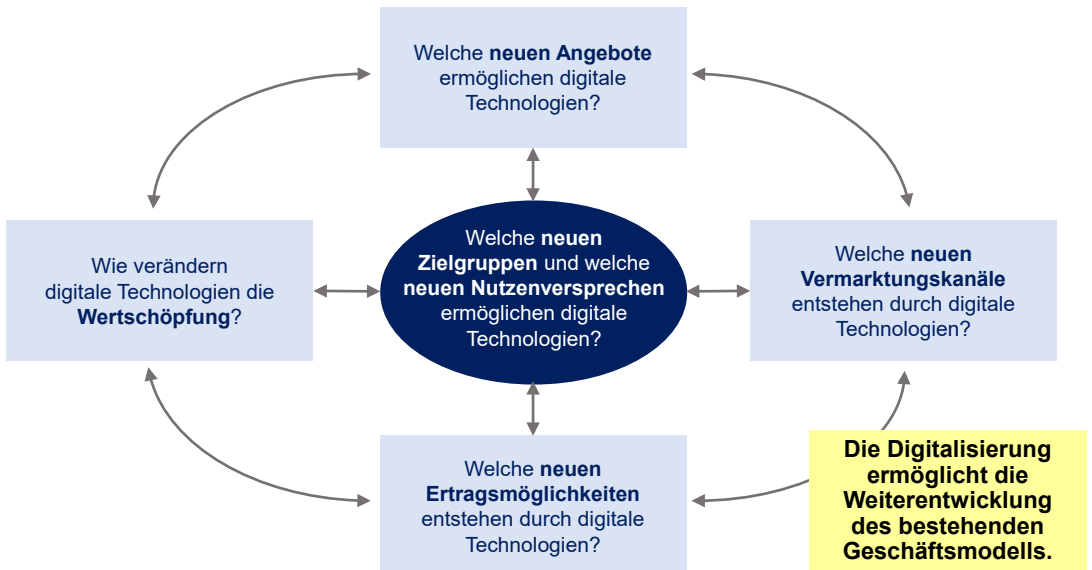 Welche neuen Angebote
ermöglichen digitale
Technologien?
Wie verändern
digitale Technologien die
Wertschöpfung?
Welche neuen
Zielgruppen und welche
neuen Nutzenversprechen
ermöglichen digitale
Technologien?
Welche neuen
Vermarktungskanäle
entstehen durch digitale
Technologien?
Welche neuen
Ertragsmöglichkeiten
entstehen durch digitale
Technologien?
Die Digitalisierung
ermöglicht die
Weiterentwicklung
des bestehenden
Geschäftsmodells.